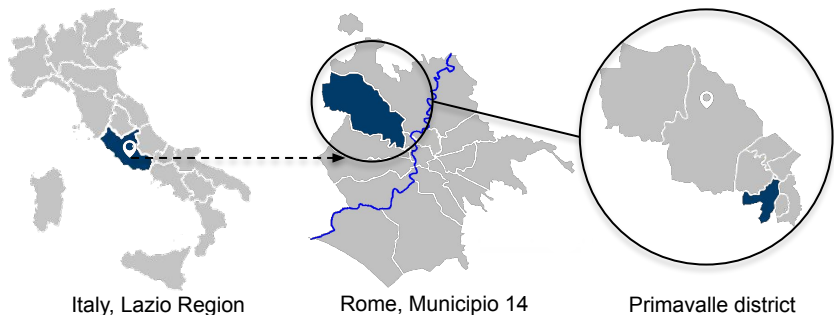 Italy, Lazio Region
Rome, Municipio 14
Primavalle district